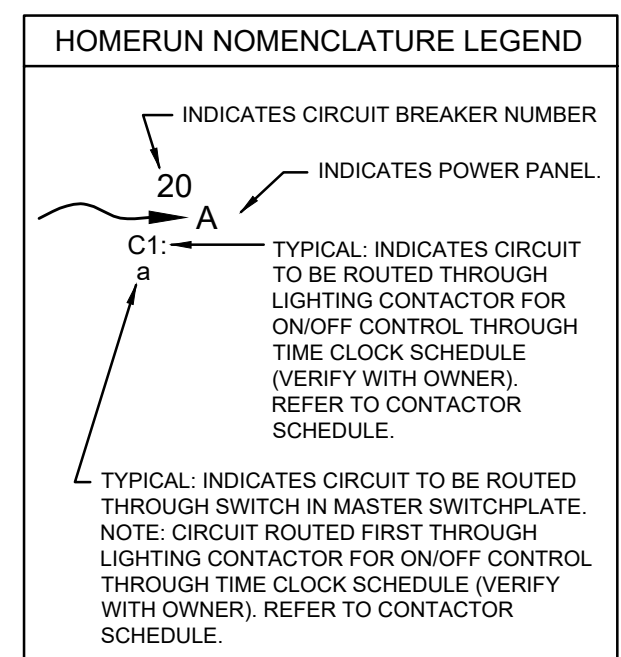 HOMERUN NOMENCLATURE LEGEND
INDICATES CIRCUIT BREAKER NUMBER
INDICATES POWER PANEL.
20
A
C1:
a
TYPICAL: INDICATES CIRCUIT
TO BE ROUTED THROUGH
LIGHTING CONTACTOR FOR
ON/OFF CONTROL THROUGH
TIME CLOCK SCHEDULE
(VERIFY WITH OWNER).
REFER TO CONTACTOR
SCHEDULE.
TYPICAL: INDICATES CIRCUIT TO BE ROUTED
THROUGH SWITCH IN MASTER SWITCHPLATE.
NOTE: CIRCUIT ROUTED FIRST THROUGH
LIGHTING CONTACTOR FOR ON/OFF CONTROL
THROUGH TIME CLOCK SCHEDULE (VERIFY
WITH OWNER). REFER TO CONTACTOR
SCHEDULE.